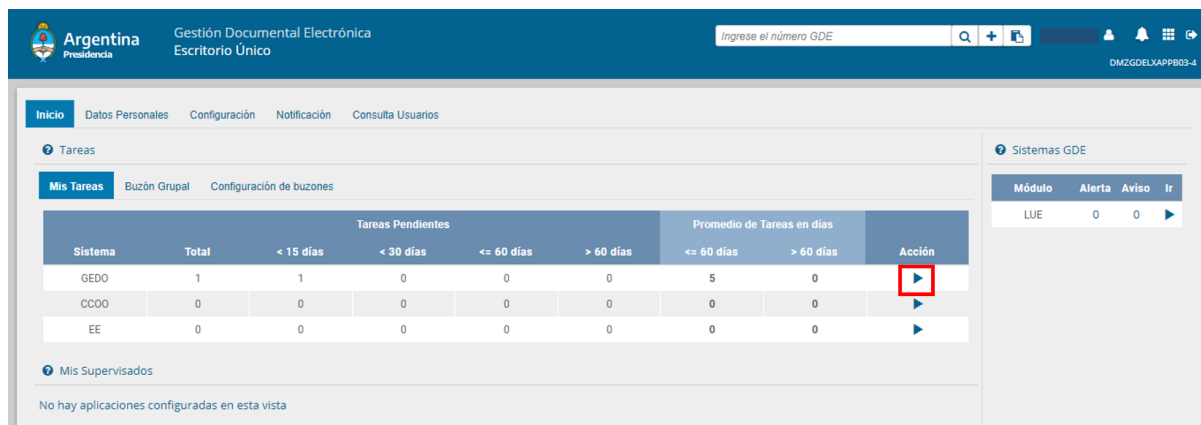 Argentina
Presidencia
Gestión Documental Electrónica
Escritorio Único
Ingrese el número GDE
DMZGDELXAPPB03-4
Inicio Datos Personales Configuración Notificación Consulta Usuarios
Tareas
Mis Tareas Buzón Grupal Configuración de buzones
Tareas Pendientes Promedio de Tareas en días
Sistema Total < 15 días < 30 días <= 60 días > 60 días <= 60 días > 60 días Acción
GEDO 1 1 0 0 0 5 0
CCOO 0 0 0 0 0 0 0
EE 0 0 0 0 0 0 0
Mis Supervisados
No hay aplicaciones configuradas en esta vista
Sistemas GDE
Módulo Alerta Aviso Ir
LUE 0 0